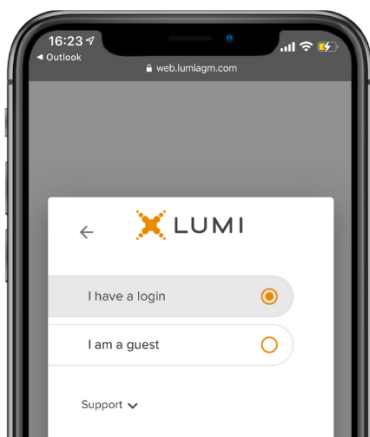 16:23
Outlook
web.lumiagm.com
LUMI
I have a login
I am a guest
Support